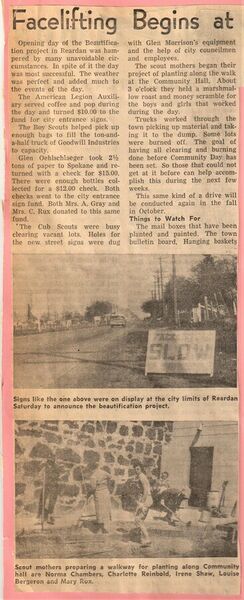 Facelifting Begins at
Opening day of the Beautifica-
tion project in Reardan was ham-
pered by many unavoidable cir-
cumstances. In spite of it the day
was most successful. The weather
was perfect and added much to
the events of the day.
The American Legion Auxili-
ary served coffee and pop during
the day and turned $10.00 to the
fund for city entrance signs.
The Boy Scouts helped pick up
enough bags to fill the ton-and-
a-half truck of Goodwill Industries
to capacity.
Glen Oehlschlaeger took 2½
tons of paper to Spokane and re-
turned with a check for $15.00.
There were enough bottles col-
lected for a $12.00 check. Both
checks went to the city entrance
sign fund. Both Mrs. A. Gray and
Mrs. C. Rux donated to this same
fund.
The Cub Scouts were busy
clearing vacant lots. Holes for
the new street signs were dug
with Glen Morrison's equipment
and the help of city councilmen
and employees.
The scout mothers began their
project of planting along the walk
at the Community Hall. About
3 o'clock they held a marshmal-
low roast and money scramble for
the boys and girls that worked
during the day.
Trucks worked through the
town picking up material and tak-
ing it to the dump. Some lots
were burned off. The goal of
having all clearing and burning
done before Community Day has
been set. So those that could not
get at it before can help accom-
plish this during the next few
weeks.
This same kind of a drive will
be conducted again in the fall
in October.
Things to Watch For
The mail boxes that have been
planted and painted. The town
bulletin board. Hanging baskets
SLOW
Signs like the one above were on display at the city limits of Reardan
Saturday to announce the beautification project.
Scout mothers preparing a walkway for planting along Community
hall are Norma Chambers, Charlotte Reinbold, Irene Shaw, Louise
Bergeron and Mary Rux.